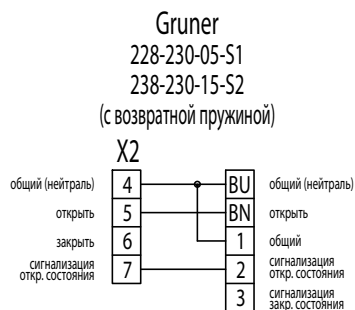 Gruner
228-230-05-S1
238-230-15-S2
(с возвратной пружиной)
X2
общий (нейтраль) 4 BU общий (нейтраль)
открыть 5 BN открыть
закрыть 6 1 общий
сигнализация
откр. состояния 7 2 сигнализация
откр. состояния
3 сигнализация
закр. состояния